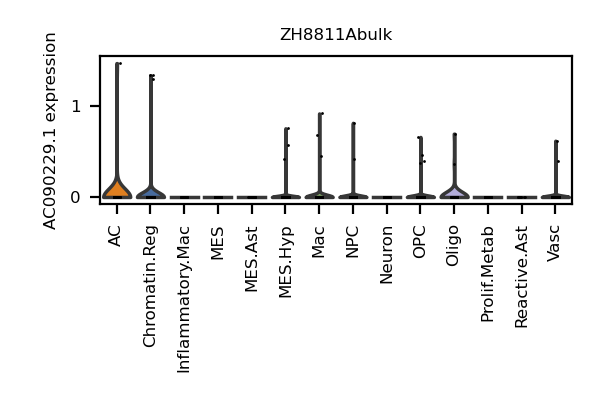 ZH8811Abulk
AC090229.1 expression
1
0
AC
Chromatin.Reg
Inflammatory.Mac
MES
MES.Ast
MES.Hyp
Mac
NPC
Neuron
OPC
Oligo
Prolif.Metab
Reactive.Ast
Vasc